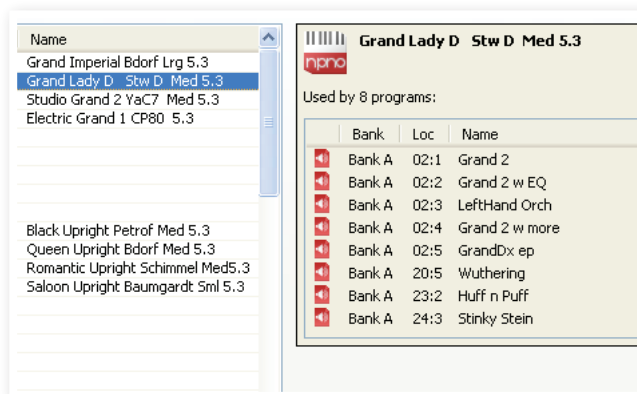 Name
Grand Imperial Bdorf Lrg 5.3
Grand Lady D Stw D Med 5.3
Studio Grand 2 YaC7 Med 5.3
Electric Grand 1 CP80 5.3
Black Upright Petrof Med 5.3
Queen Upright Bdorf Med 5.3
Romantic Upright Schimmel Med5.3
Saloon Upright Baumgardt Sml 5.3
npno
Grand Lady D Stw D Med 5.3
Used by 8 programs:
Bank Loc Name
Bank A 02:1 Grand 2
Bank A 02:2 Grand 2 w EQ
Bank A 02:3 LeftHand Orch
Bank A 02:4 Grand 2 w more
Bank A 02:5 GrandDx ep
Bank A 20:5 Wuthering
Bank A 23:2 Huff n Puff
Bank A 24:3 Stinky Stein